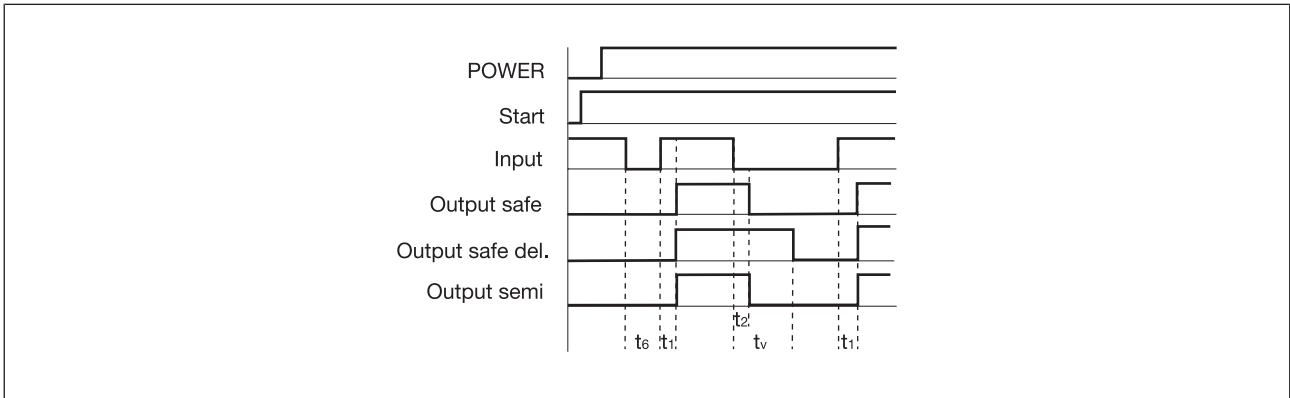 POWER
Start
Input
Output safe
Output safe del.
Output semi
t2
t6 t1 tv t1